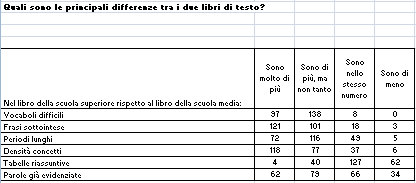 Quali sono le principali differenze tra i due libri di testo?
Nel libro della scuola superiore rispetto al libro della scuola media: Sono molto di più Sono di più, ma non tanto Sono nello stesso numero Sono di meno
Vocaboli difficili 97 138 8 0
Frasi sottointese 121 101 18 3
Periodi lunghi 72 116 49 5
Densità concetti 118 77 37 6
Tabelle riassuntive 4 40 127 62
Parole già evidenziate 62 79 66 34